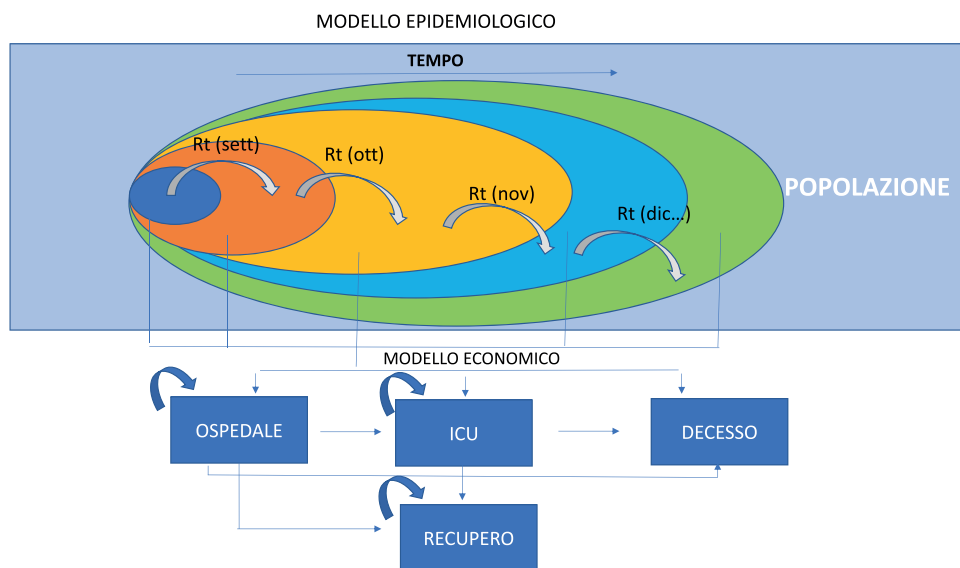 MODELLO EPIDEMIOLOGICO
TEMPO
Rt (sett)
Rt (ott)
Rt (nov)
Rt (dic...)
POPOLAZIONE
MODELLO ECONOMICO
OSPEDALE
ICU
DECESSO
RECUPERO